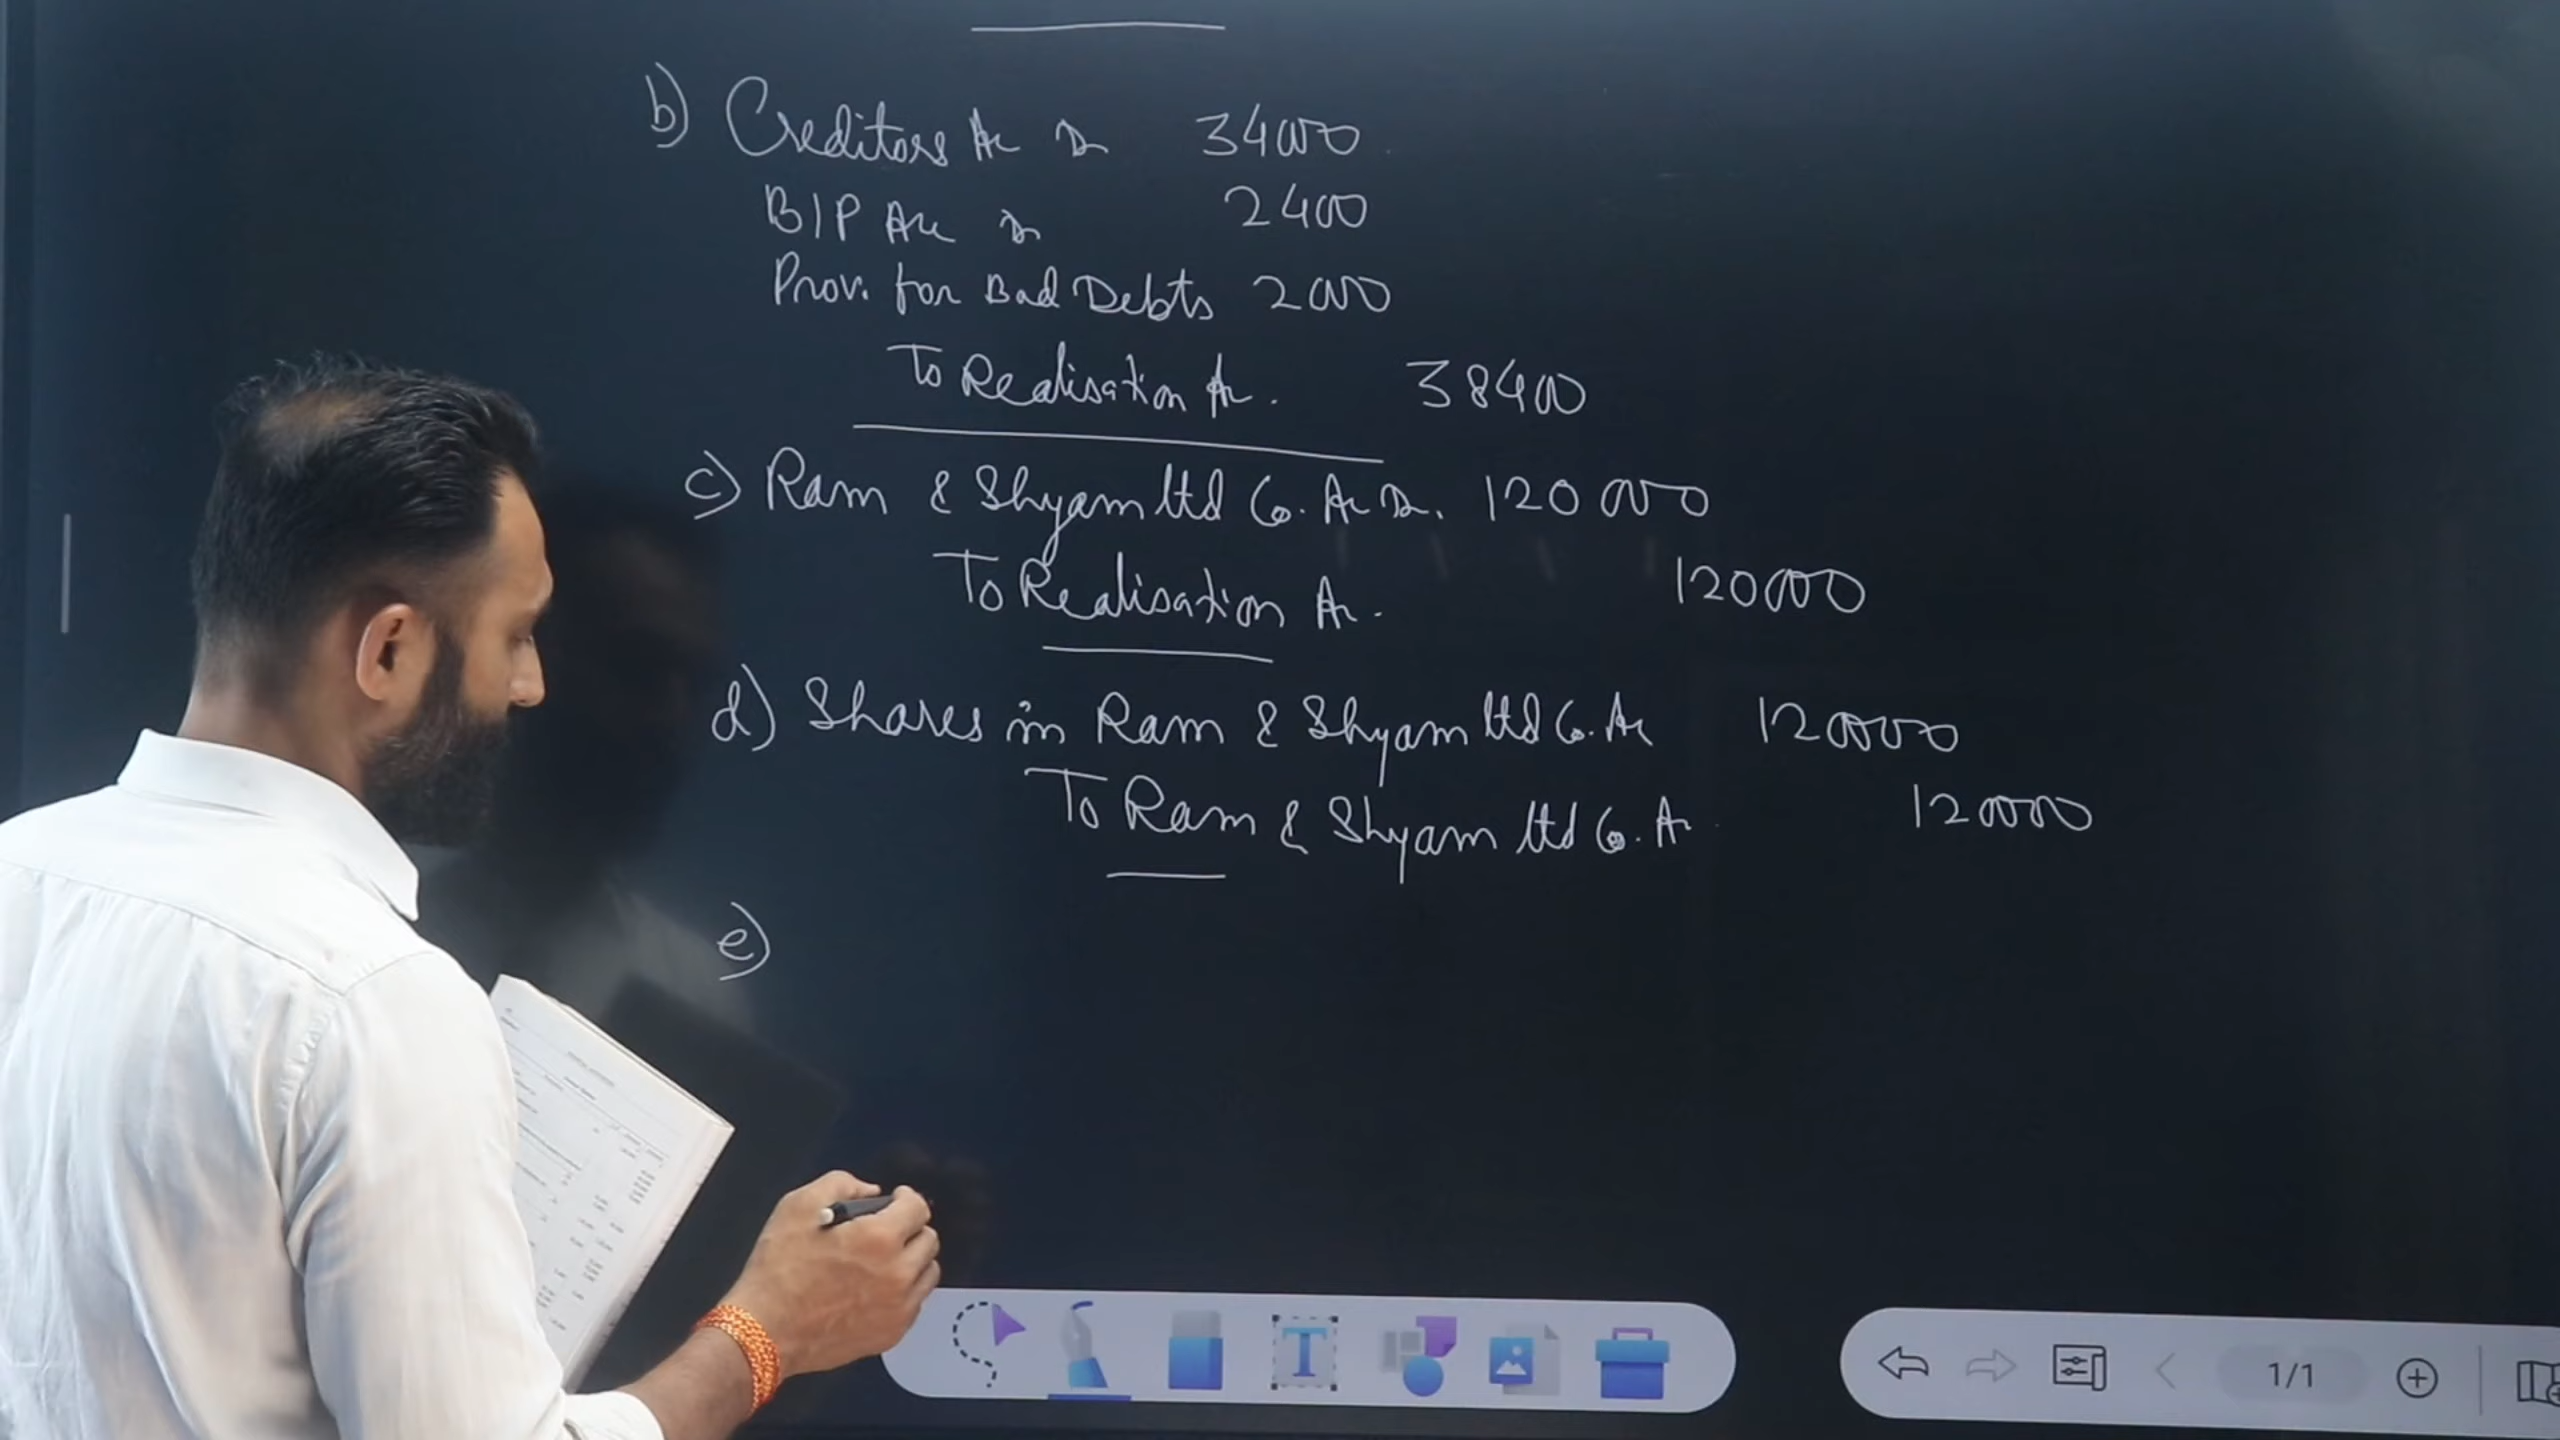 b) Creditors A/c Dr 34000
B/P A/c Dr 2400
Prov. for Bad Debts 2000
To Realisation A/c. 38400
c) Ram & Shyam ltd Co. A/c Dr. 120000
To Realisation A/c. 120000
d) Shares in Ram & Shyam ltd Co. A/c 120000
To Ram & Shyam ltd Co. A/c 120000
e)
T
1/1